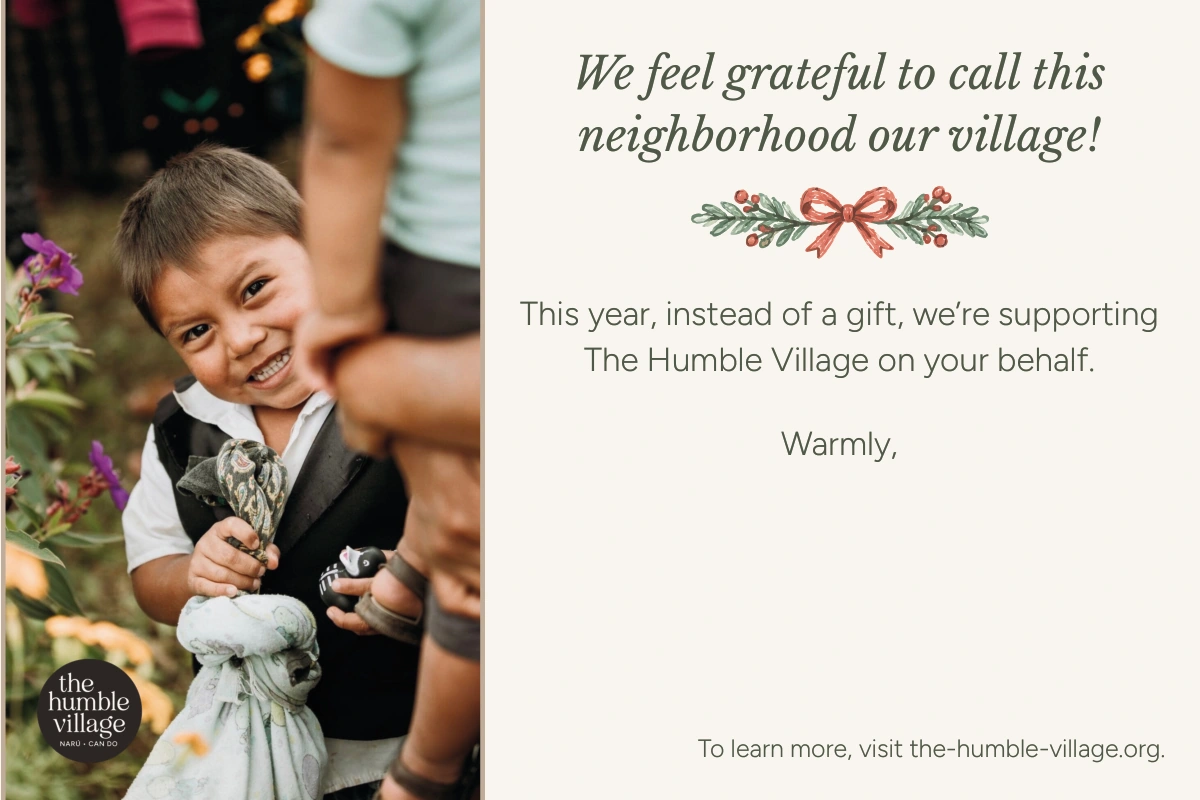 We feel grateful to call this
neighborhood our village!
This year, instead of a gift, we’re supporting
The Humble Village on your behalf.
Warmly,
the
humble
village
NARÚ • CAN DO
To learn more, visit the-humble-village.org.